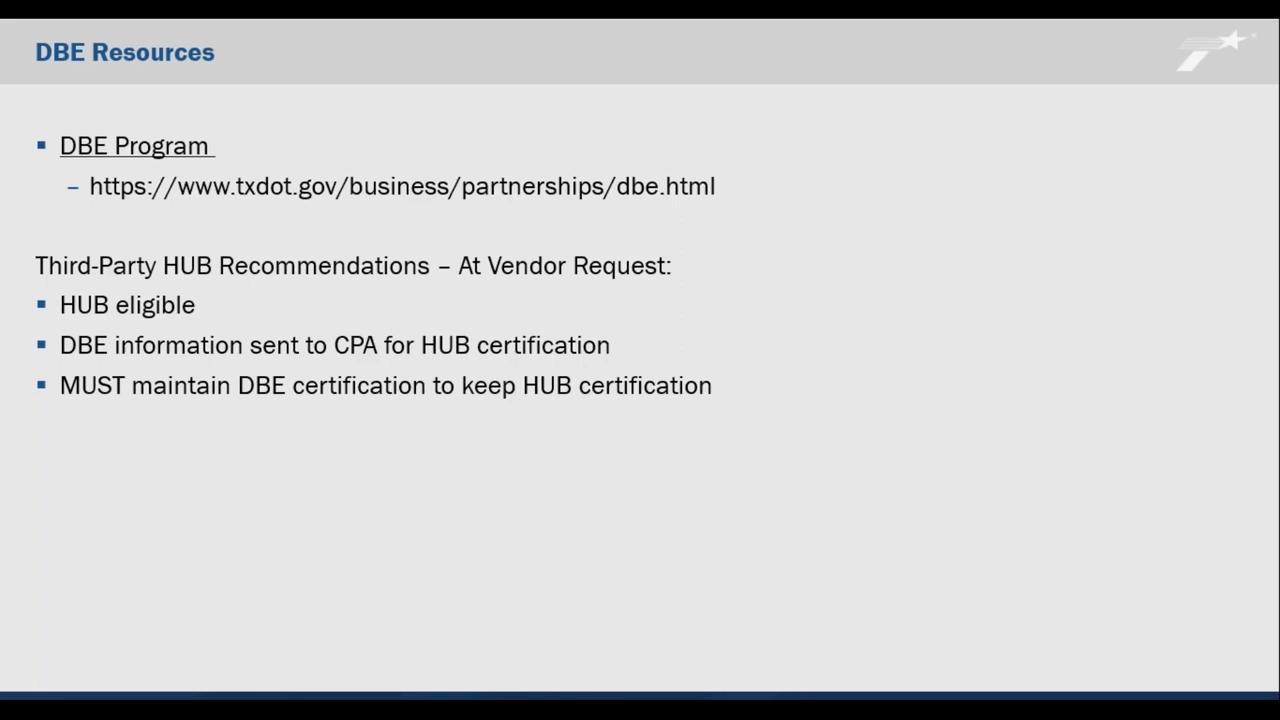 DBE Resources
DBE Program
– https://www.txdot.gov/business/partnerships/dbe.html
Third-Party HUB Recommendations – At Vendor Request:
HUB eligible
DBE information sent to CPA for HUB certification
MUST maintain DBE certification to keep HUB certification